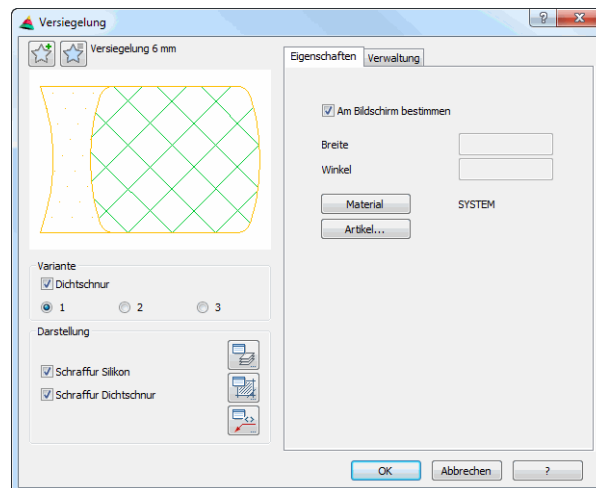 Versiegelung
Versiegelung 6 mm
Eigenschaften
Verwaltung
Am Bildschirm bestimmen
Breite
Winkel
Material
SYSTEM
Artikel...
Variante
Dichtschnur
1
2
3
Darstellung
Schraffur Silikon
Schraffur Dichtschnur
OK
Abbrechen
?